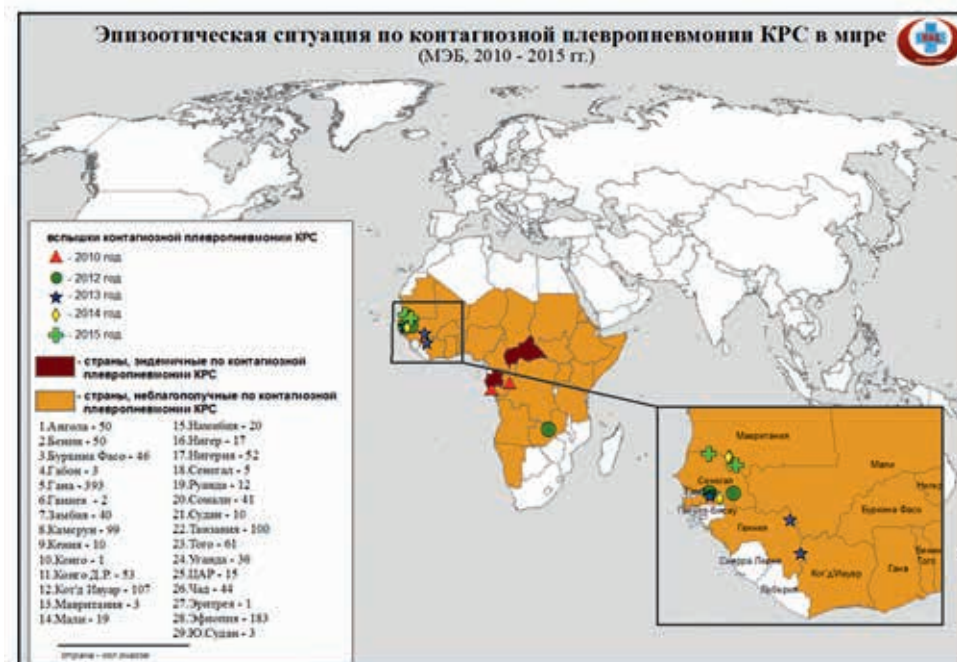 Эпизоотическая ситуация по контагиозной плевропневмонии КРС в мире
(МЭБ, 2010 - 2015 гг.)
вспышки контагиозной плевропневмонии КРС
- 2010 год
- 2012 год
- 2013 год
- 2014 год
- 2015 год
- страны, эндемичные по контагиозной
плевропневмонии КРС
- страны, неблагополучные по контагиозной
плевропневмонии КРС
1.Ангола - 50
2.Бенин - 50
3.Буркина Фасо - 46
4.Габон - 3
5.Гана - 393
6.Гвинея - 2
7.Замбия - 40
8.Камерун - 99
9.Кения - 10
10.Конго - 1
11.Конго Д.Р. - 53
12.Кот'д Ивуар - 107
13.Мавритания - 3
14.Мали - 19
15.Намибия - 20
16.Нигер - 17
17.Нигерия - 52
18.Сенегал - 5
19.Руанда - 12
20.Сомали - 41
21.Судан - 10
22.Танзания - 100
23.Того - 61
24.Уганда - 36
25.ЦАР - 15
26.Чад - 44
27.Эритрея - 1
28.Эфиопия - 183
29.Ю.Судан - 3
Мавритания
Мали
Сенегал
Нигер
Буркина Фасо
Гвинея
Сьерра Леоне
Кот'дИвуар
Гана
Бенин
Того
Либерия